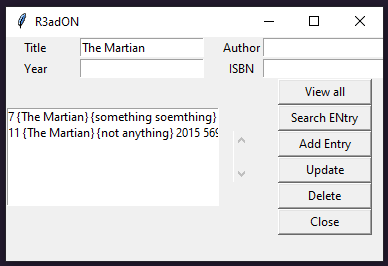 R3adON
Title The Martian Author
Year ISBN
View all
7 {The Martian} {something soemthing}
Search ENtry
11 {The Martian} {not anything} 2015 569
Add Entry
Update
Delete
Close